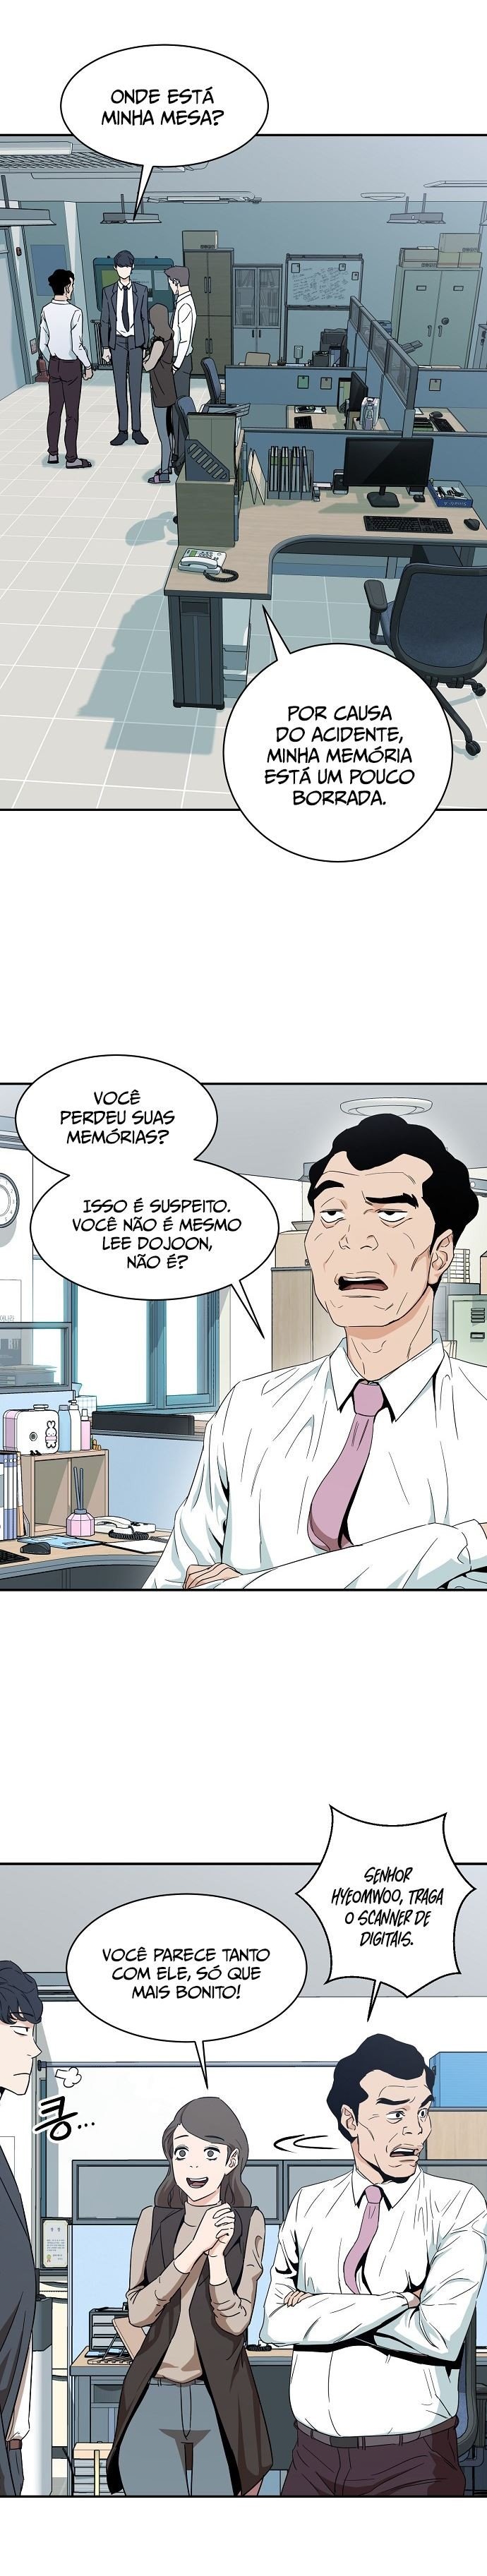 ONDE ESTÁ
MINHA MESA?
POR CAUSA
DO ACIDENTE,
MINHA MEMÓRIA
ESTÁ UM POUCO
BORRADA.
VOCÊ
PERDEU SUAS
MEMÓRIAS?
ISSO É SUSPEITO.
VOCÊ NÃO É MESMO
LEE DOJOON,
NÃO É?
SENHOR
HYEOMWOO, TRAGA
O SCANNER DE
DIGITAIS.
VOCÊ PARECE TANTO
COM ELE, SÓ QUE
MAIS BONITO!
쿵...